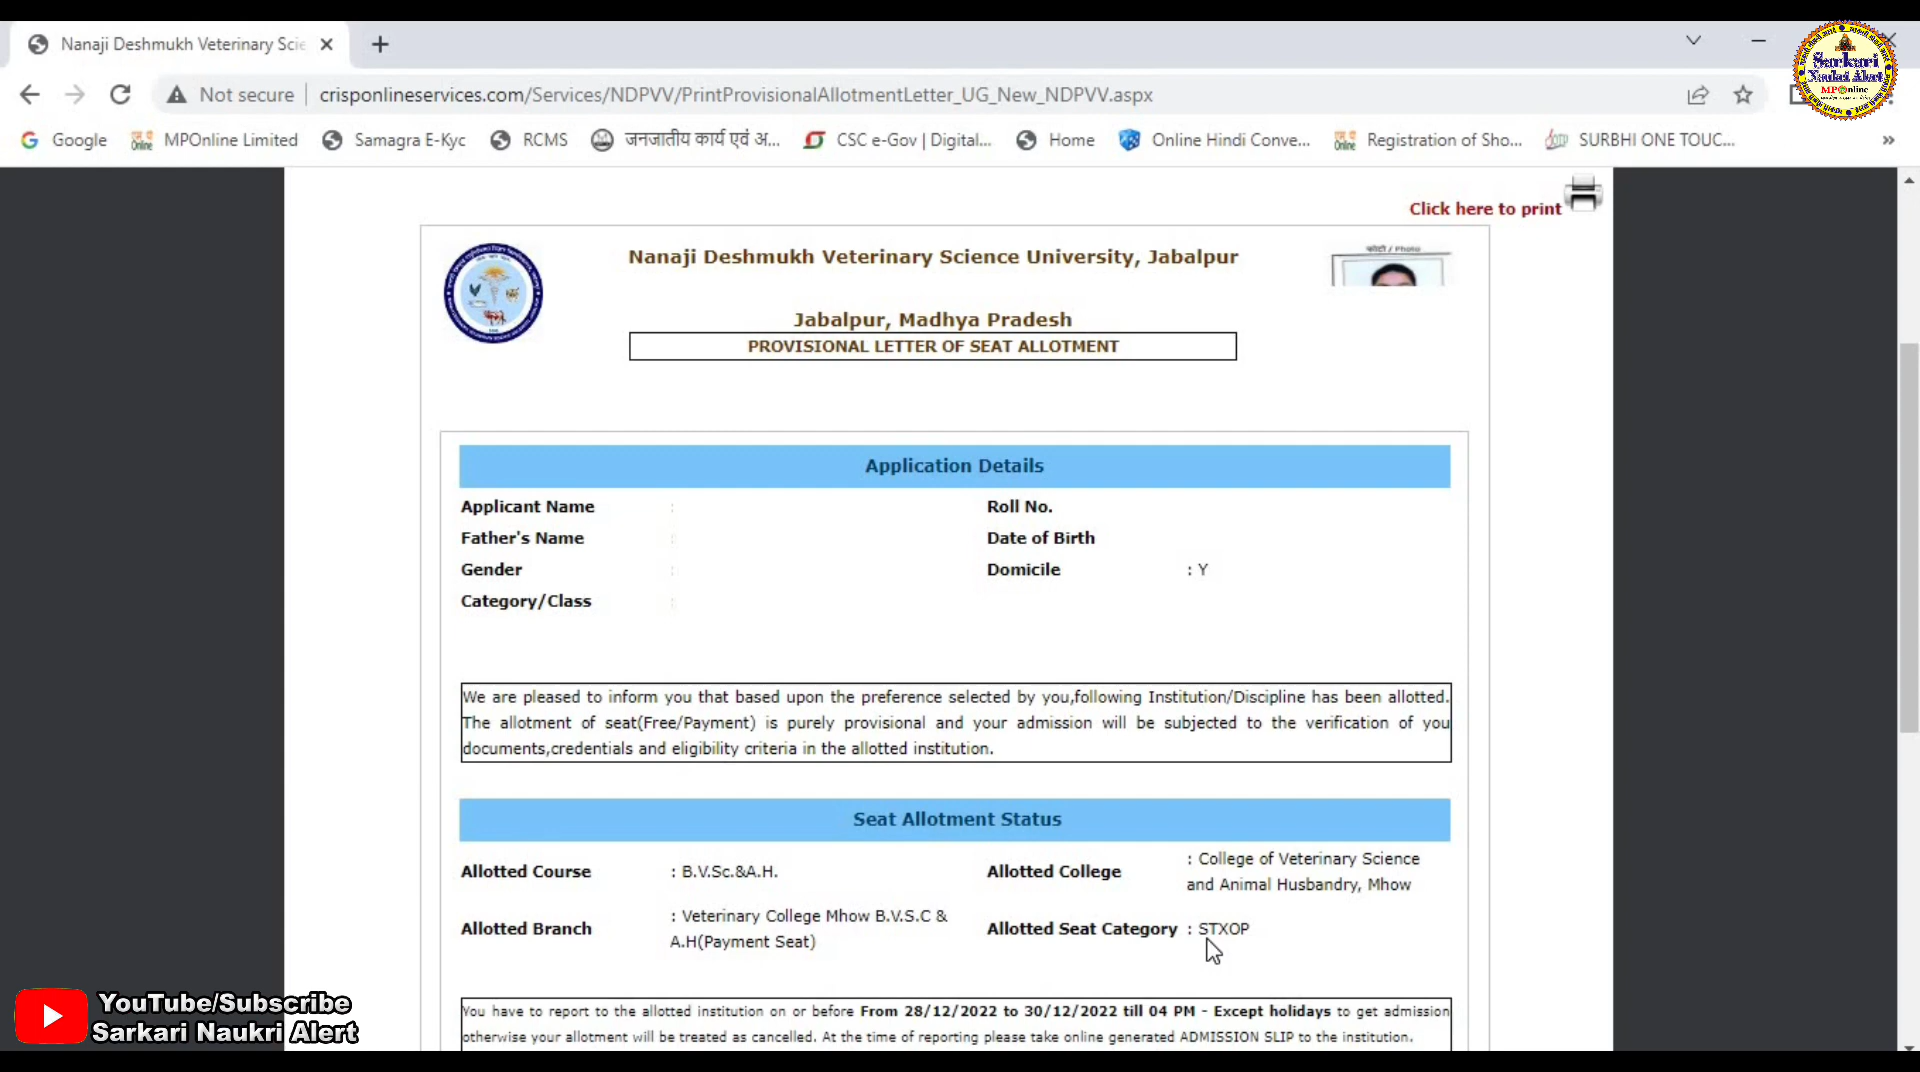 Nanaji Deshmukh Veterinary Scie
Not secure
crisponlineservices.com/Services/NDPVV/PrintProvisionalAllotmentLetter_UG_New_NDPVV.aspx
Google
MPOnline Limited
Samagra E-Kyc
RCMS
जनजातीय कार्य एवं अ...
CSC e-Gov | Digital...
Home
Online Hindi Conve...
Registration of Sho...
SURBHI ONE TOUC...
»
Sarkari
Naukri Alert
MPOnline
Click here to print
Nanaji Deshmukh Veterinary Science University, Jabalpur
फोटो / Photo
Jabalpur, Madhya Pradesh
PROVISIONAL LETTER OF SEAT ALLOTMENT
Application Details
Applicant Name :
Roll No.
Father's Name :
Date of Birth
Gender :
Domicile : Y
Category/Class :
We are pleased to inform you that based upon the preference selected by you,following Institution/Discipline has been allotted.
The allotment of seat(Free/Payment) is purely provisional and your admission will be subjected to the verification of you
documents,credentials and eligibility criteria in the allotted institution.
Seat Allotment Status
Allotted Course : B.V.Sc.&A.H.
Allotted College : College of Veterinary Science
and Animal Husbandry, Mhow
Allotted Branch : Veterinary College Mhow B.V.S.C &
A.H(Payment Seat)
Allotted Seat Category : STXOP
You have to report to the allotted institution on or before From 28/12/2022 to 30/12/2022 till 04 PM - Except holidays to get admission
otherwise your allotment will be treated as cancelled. At the time of reporting please take online generated ADMISSION SLIP to the institution.
YouTube/Subscribe
Sarkari Naukri Alert